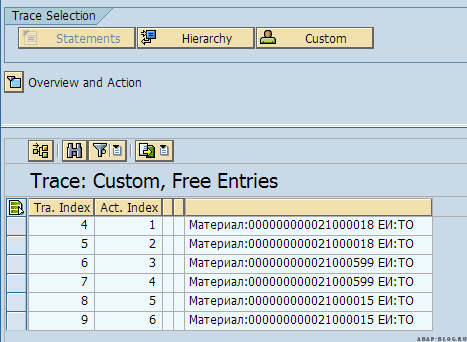 Trace Selection
Statements Hierarchy Custom
Overview and Action
Trace: Custom, Free Entries
Tra. Index Act. Index
4 1 Материал:000000000021000018 ЕИ:ТО
5 2 Материал:000000000021000018 ЕИ:ТО
6 3 Материал:000000000021000599 ЕИ:ТО
7 4 Материал:000000000021000599 ЕИ:ТО
8 5 Материал:000000000021000015 ЕИ:ТО
9 6 Материал:000000000021000015 ЕИ:ТО
ABAP-BLOG.RU